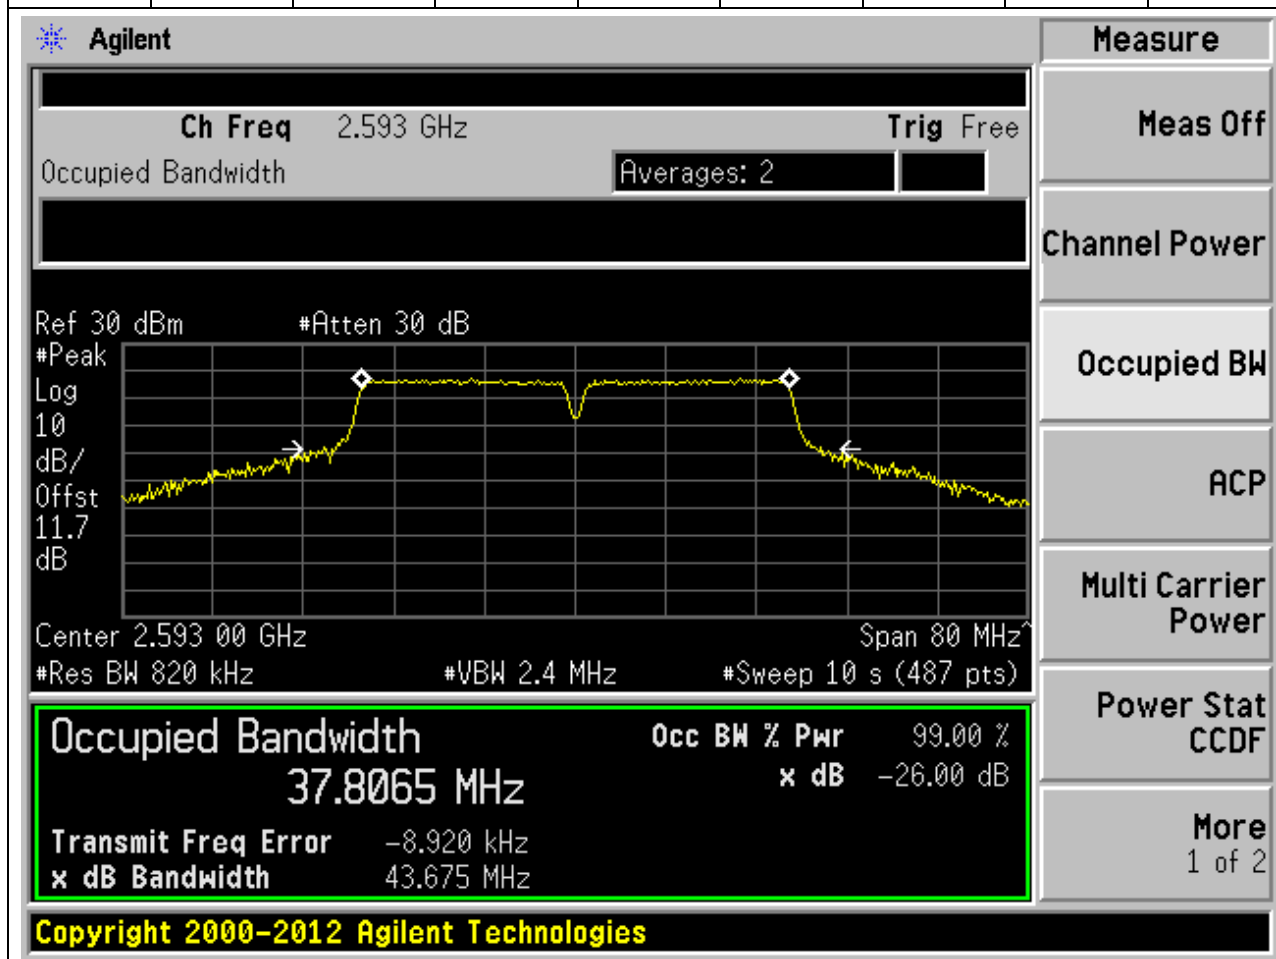 Agilent
Measure
Ch Freq 2.593 GHz Trig Free
Meas Off
Occupied Bandwidth Averages: 2
Channel Power
Ref 30 dBm #Atten 30 dB
#Peak
Log
10
dB/
Offst
11.7
dB
Occupied BW
ACP
Center 2.593 00 GHz Span 80 MHz^
#Res BW 820 kHz #VBW 2.4 MHz #Sweep 10 s (487 pts)
Multi Carrier
Power
Occupied Bandwidth Occ BW % Pwr 99.00 %
37.8065 MHz x dB -26.00 dB
Transmit Freq Error -8.920 kHz
x dB Bandwidth 43.675 MHz
Power Stat
CCDF
More
1 of 2
Copyright 2000-2012 Agilent Technologies